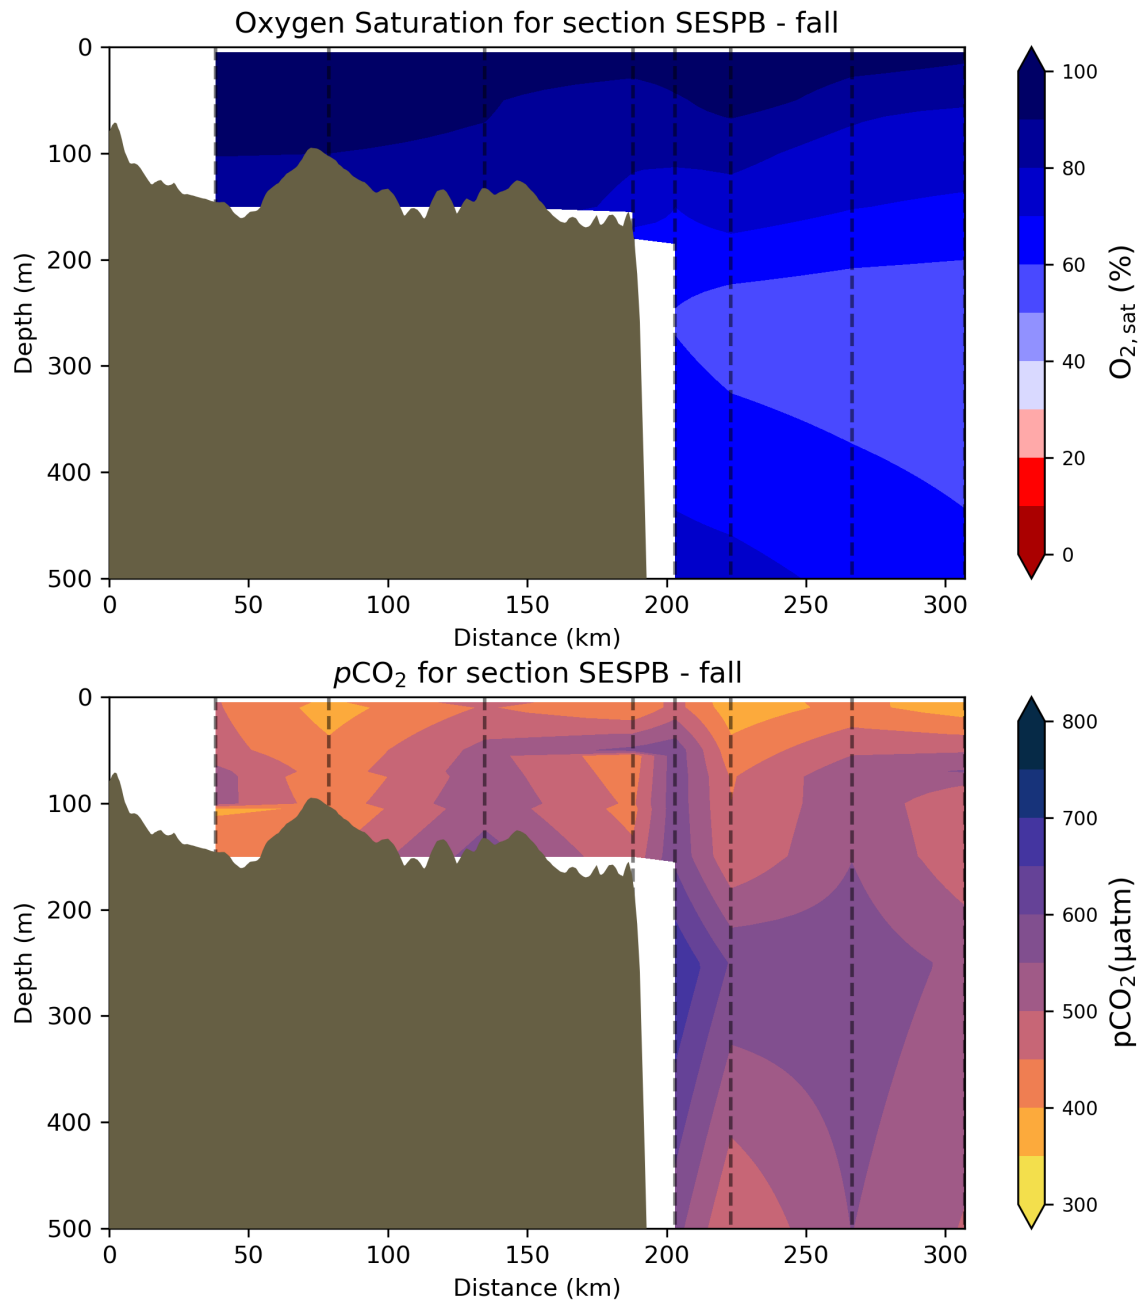 Oxygen Saturation for section SESPB - fall
0
100
200
300
400
500
Depth (m)
0 50 100 150 200 250 300
Distance (km)
100
80
60
40
20
0
O₂,sat (%)
pCO₂ for section SESPB - fall
0
100
200
300
400
500
Depth (m)
0 50 100 150 200 250 300
Distance (km)
800
700
600
500
400
300
pCO₂(µatm)